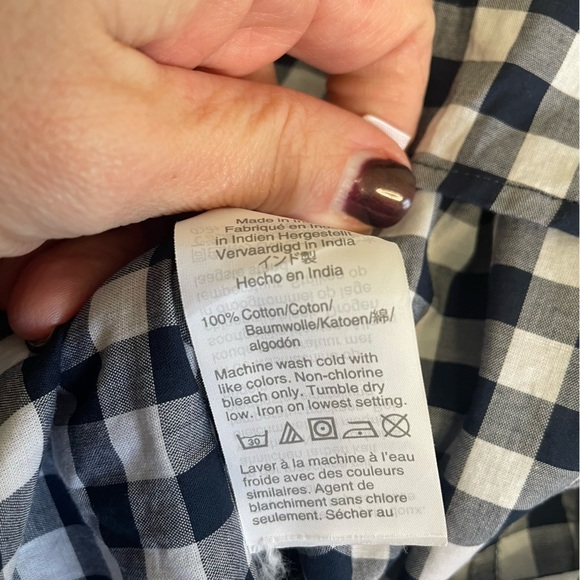 Made in
Fabriqué en
in Indien Hergestellt
Vervaardigd in India
インド製
Hecho en India
100% Cotton/Coton/
Baumwolle/Katoen/綿/
algodón
Machine wash cold with
like colors. Non-chlorine
bleach only. Tumble dry
low. Iron on lowest setting.
30
Laver à la machine à l'eau
froide avec des couleurs
similaires. Agent de
blanchiment sans chlore
seulement. Sécher au